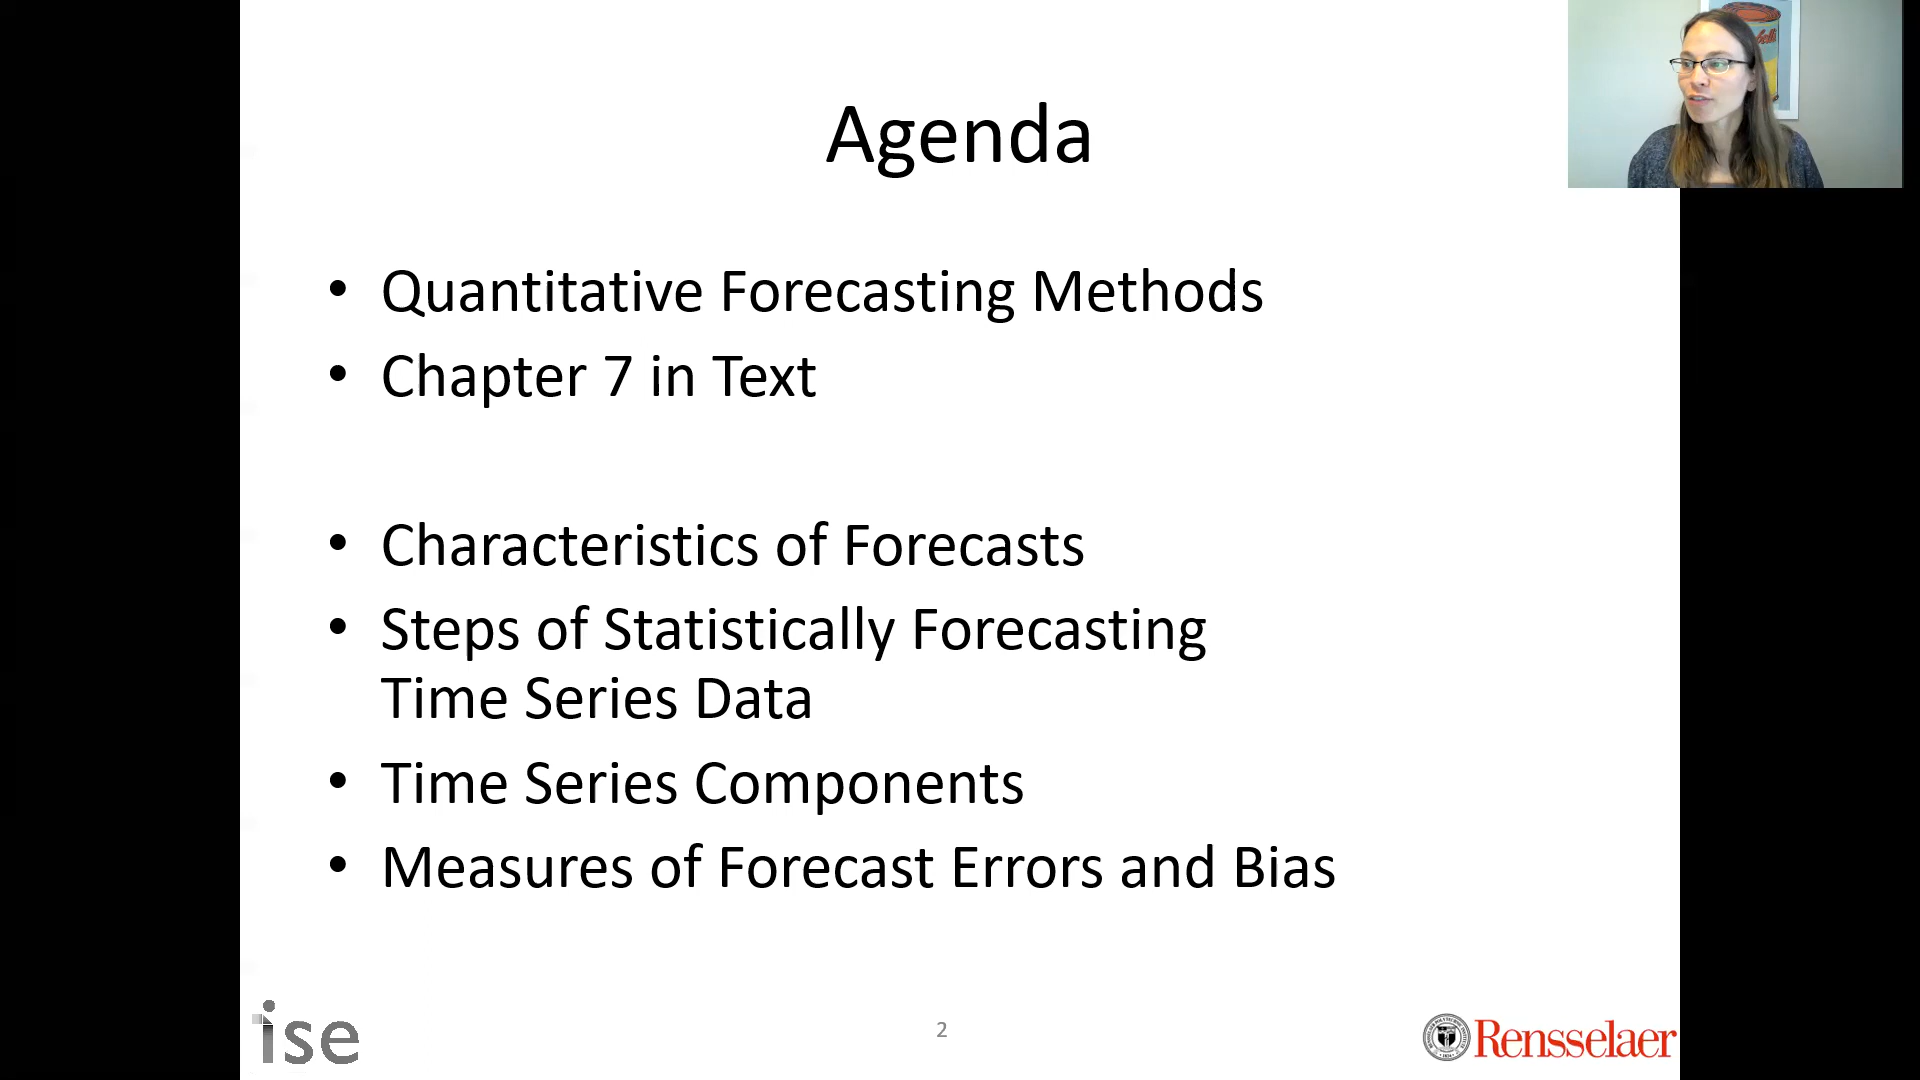 Agenda
• Quantitative Forecasting Methods
• Chapter 7 in Text
• Characteristics of Forecasts
• Steps of Statistically Forecasting
Time Series Data
• Time Series Components
• Measures of Forecast Errors and Bias
ise
2
Rensselaer